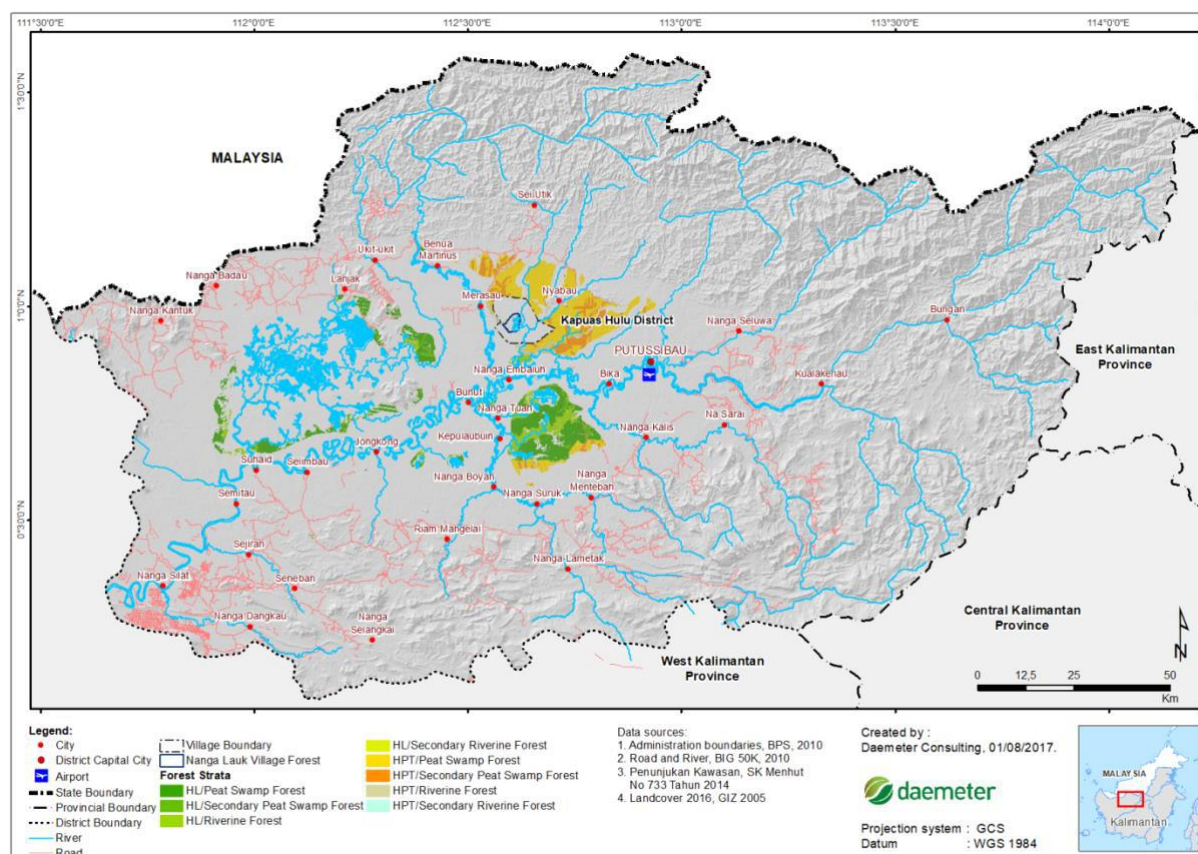 111°30'0"E
112°0'0"E
112°30'0"E
113°0'0"E
113°30'0"E
114°0'0"E
1°30'0"N
1°0'0"N
0°30'0"N
MALAYSIA
Sei Utik
Ukit-ukit
Benua
Martinus
Nanga Badau
Lanjak
Merasau
Nyabau
Nanga Kantuk
Kapuas Hulu District
Nanga Seluwa
Bungan
East Kalimantan
Province
PUTUSSIBAU
Nanga Embaluh
Bika
Kualakehau
Bunut
Nanga Tuan
Na Sarai
Jongkong
Nanga Kalis
Suhaid
Selimbau
Nanga Boyah
Nanga
Mentebah
Semitau
Nanga Suruk
Sejiran
Nanga Lametak
Nanga Silat
Seneban
Nanga Dangkau
Nanga
Selangkai
Central Kalimantan
Province
West Kalimantan
Province
N
0 12,5 25 50
Km
Legend:
City
District Capital City
Airport
State Boundary
Provincial Boundary
District Boundary
River
Road
Village Boundary
Nanga Lauk Village Forest
Forest Strata
HL/Peat Swamp Forest
HL/Secondary Peat Swamp Forest
HL/Riverine Forest
HL/Secondary Riverine Forest
HPT/Peat Swamp Forest
HPT/Secondary Peat Swamp Forest
HPT/Riverine Forest
HPT/Secondary Riverine Forest
Data sources:
1. Administration boundaries, BPS, 2010
2. Road and River, BIG 50K, 2010
3. Penunjukan Kawasan, SK Menhut
No 733 Tahun 2014
4. Landcover 2016, GIZ 2005
Created by :
Daemeter Consulting, 01/08/2017.
daemeter
Projection system : GCS
Datum : WGS 1984
MALAYSIA
Kalimantan